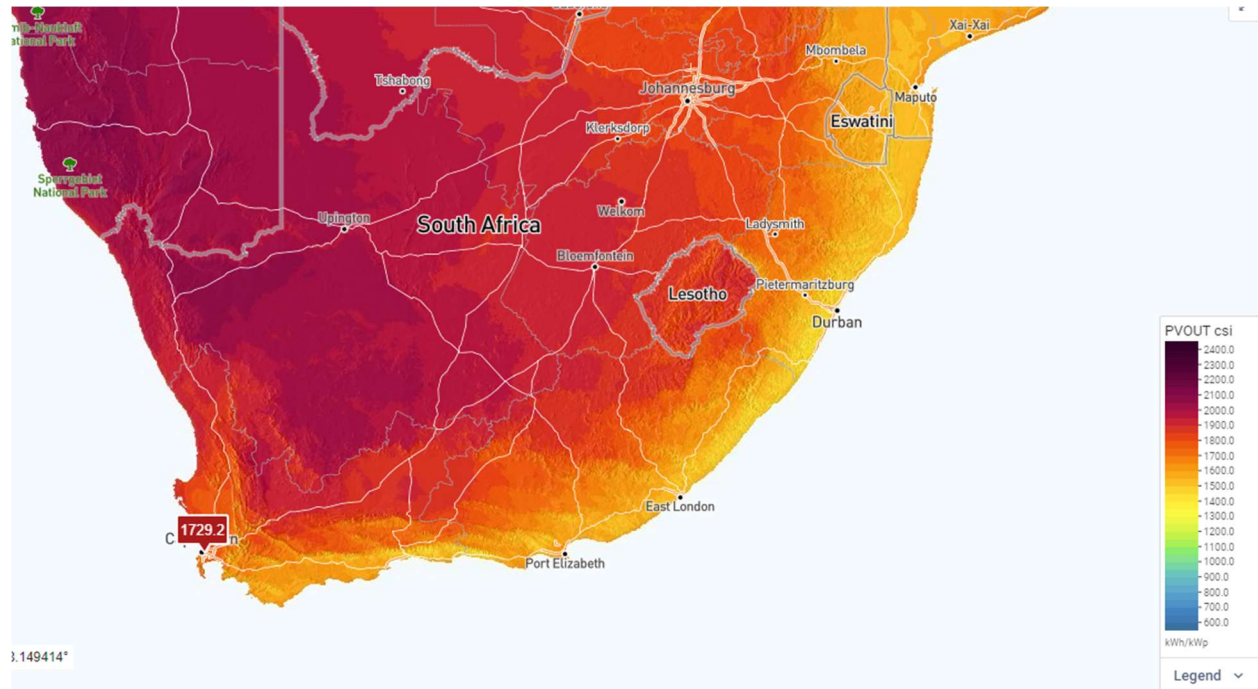 Xai-Xai
ational Park
Mbombela
Tshabong
Johannesburg
Maputo
Eswatini
Klerksdorp
Sperrgebiet
National Park
Welkom
Upington
South Africa
Ladysmith
Bloemfontein
Lesotho
Pietermaritzburg
Durban
PVOUT csi
2400.0
2300.0
2200.0
2100.0
2000.0
1900.0
1800.0
1600.0
1500.0
1400.0
1300.0
1200.0
1100.0
1000.0
900.0
800.0
700.0
600.0
kWh/kWp
East London
1729.2
C n
Port Elizabeth
3.149414°
Legend